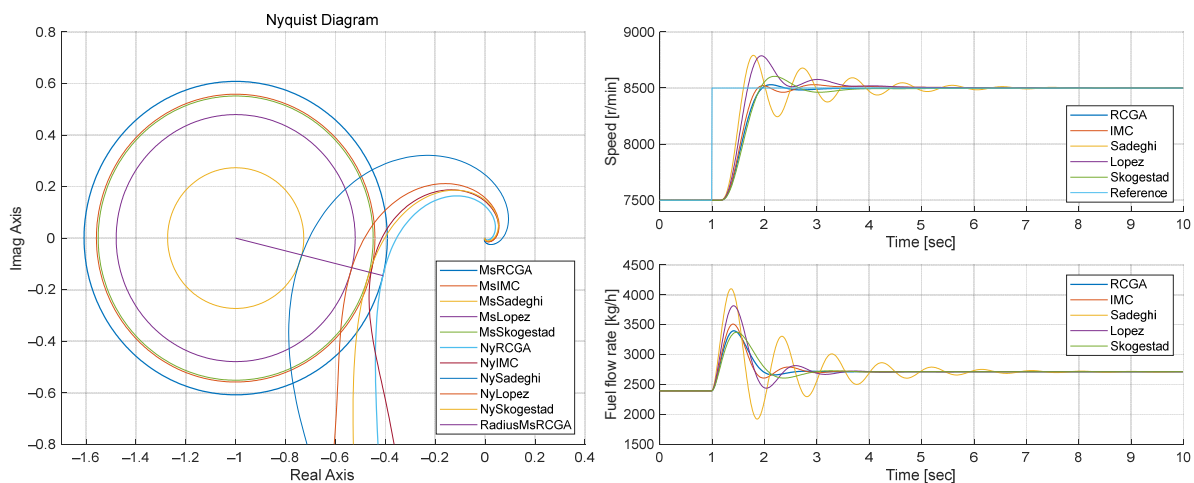 Nyquist Diagram
0.8
0.6
0.4
0.2
0
–0.2
–0.4
–0.6
–0.8
Imag Axis
–1.6
–1.4
–1.2
–1
–0.8
–0.6
–0.4
–0.2
0
0.2
0.4
Real Axis
MsRCGA
MsIMC
MsSadeghi
MsLopez
MsSkogestad
NyRCGA
NyIMC
NySadeghi
NyLopez
NySkogestad
RadiusMsRCGA
9000
8500
8000
7500
Speed [r/min]
RCGA
IMC
Sadeghi
Lopez
Skogestad
Reference
0
1
2
3
4
5
6
7
8
9
10
Time [sec]
4500
4000
3500
3000
2500
2000
1500
Fuel flow rate [kg/h]
RCGA
IMC
Sadeghi
Lopez
Skogestad
0
1
2
3
4
5
6
7
8
9
10
Time [sec]